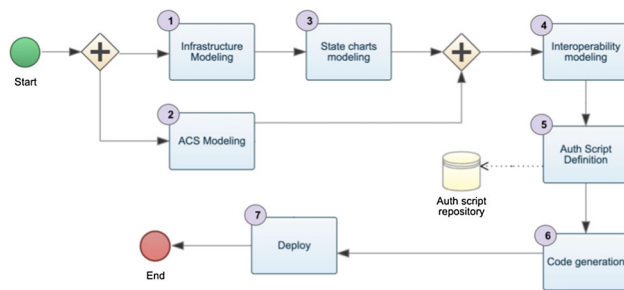 1
3
4
Infrastructure
Modeling
State charts
modeling
Interoperability
modeling
Start
2
ACS Modeling
5
Auth Script
Definition
Auth script
repository
7
Deploy
6
Code generation
End